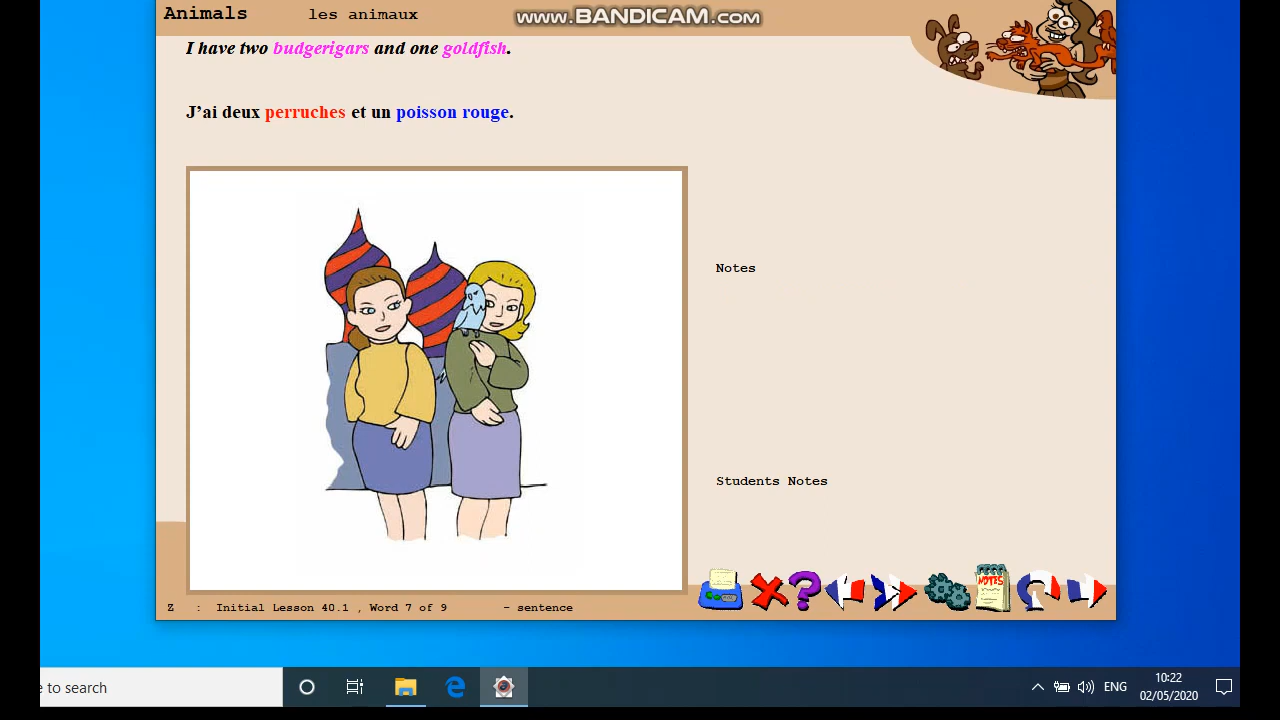 Animals les animaux
www.BANDICAM.com
I have two budgerigars and one goldfish.
J’ai deux perruches et un poisson rouge.
Notes
Students Notes
NOTES
Z : Initial Lesson 40.1 , Word 7 of 9 – sentence
e to search
ENG
10:22
02/05/2020